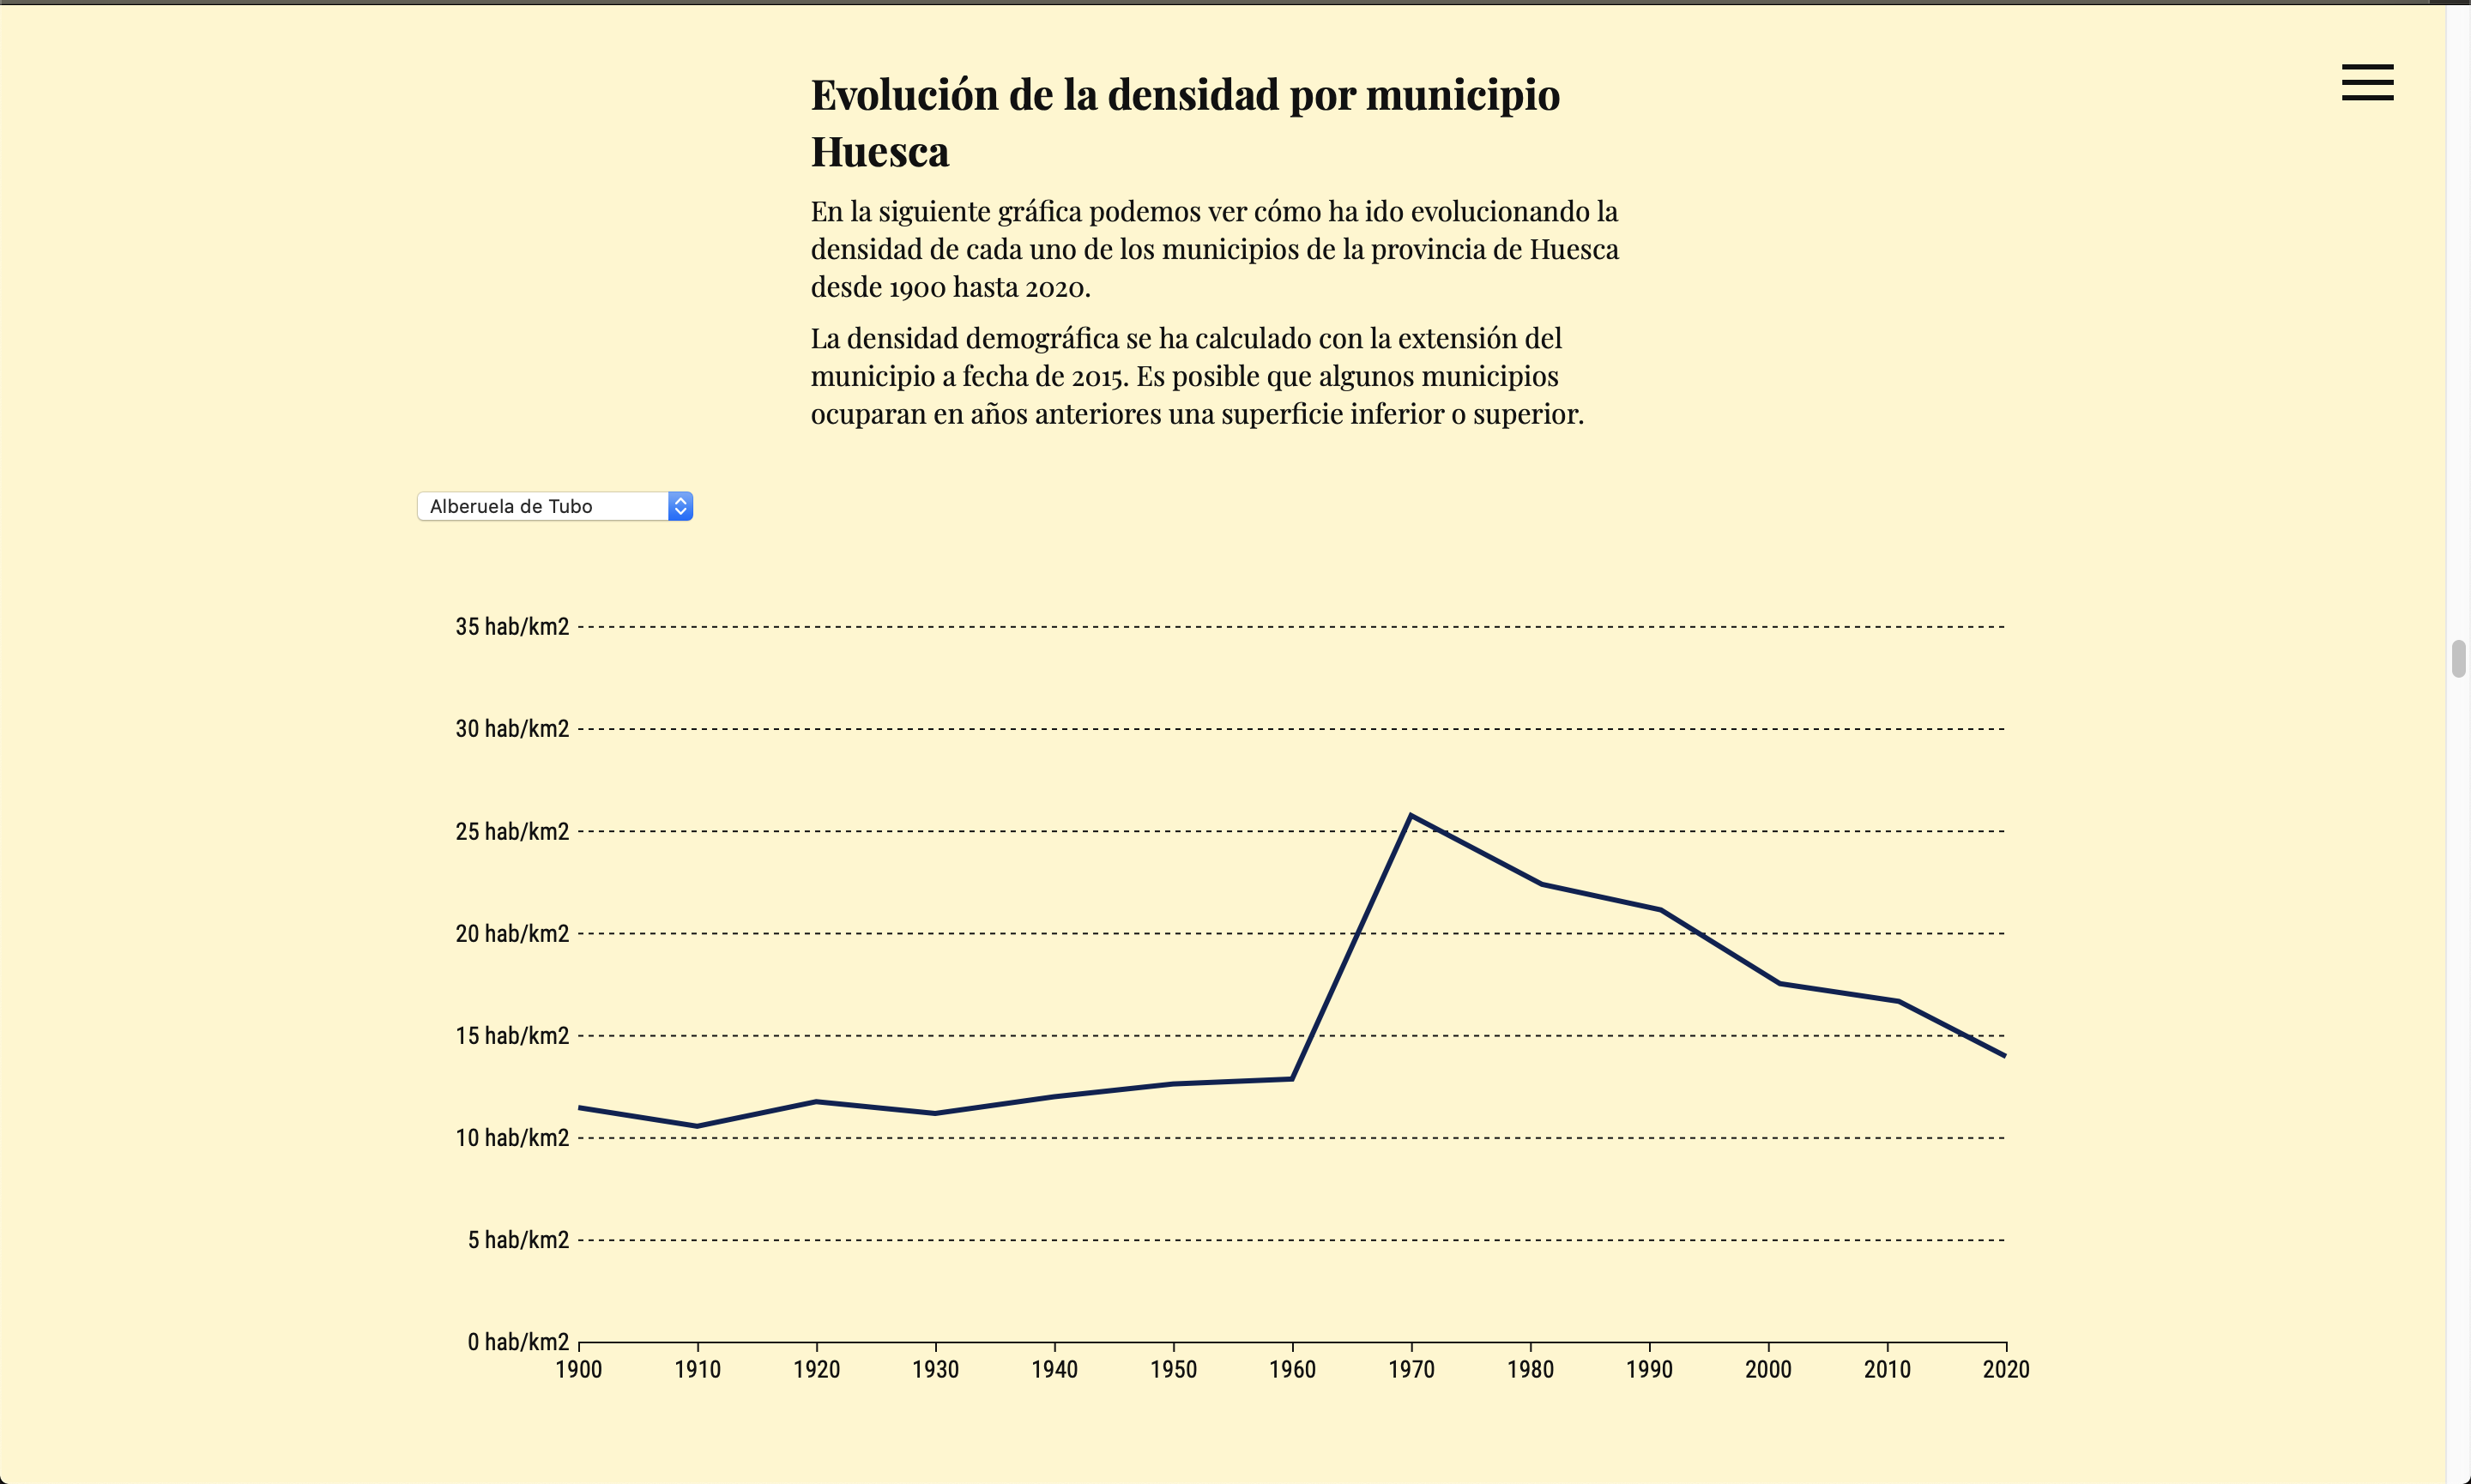 Evolución de la densidad por municipio
Huesca
En la siguiente gráfica podemos ver cómo ha ido evolucionando la
densidad de cada uno de los municipios de la provincia de Huesca
desde 1900 hasta 2020.
La densidad demográfica se ha calculado con la extensión del
municipio a fecha de 2015. Es posible que algunos municipios
ocuparan en años anteriores una superficie inferior o superior.
Alberuela de Tubo
35 hab/km2
30 hab/km2
25 hab/km2
20 hab/km2
15 hab/km2
10 hab/km2
5 hab/km2
0 hab/km2
1900 1910 1920 1930 1940 1950 1960 1970 1980 1990 2000 2010 2020